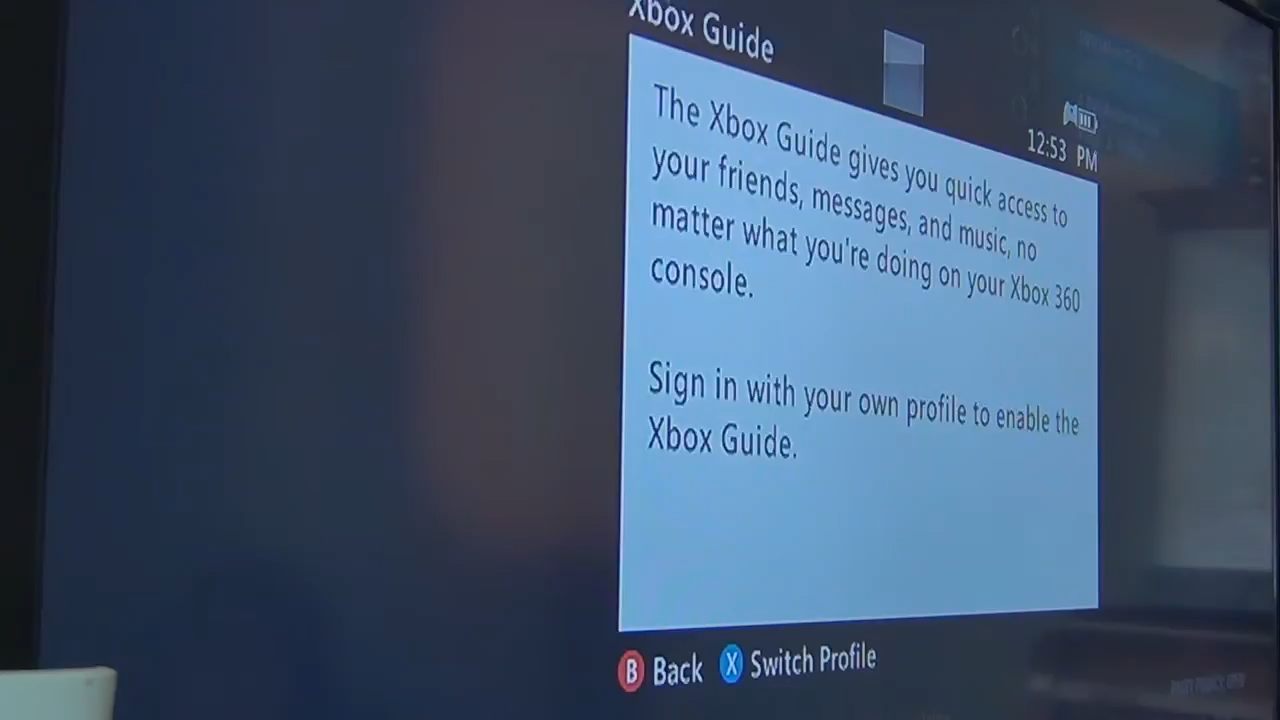 Xbox Guide
12:53 PM
The Xbox Guide gives you quick access to
your friends, messages, and music, no
matter what you're doing on your Xbox 360
console.
Sign in with your own profile to enable the
Xbox Guide.
B Back X Switch Profile